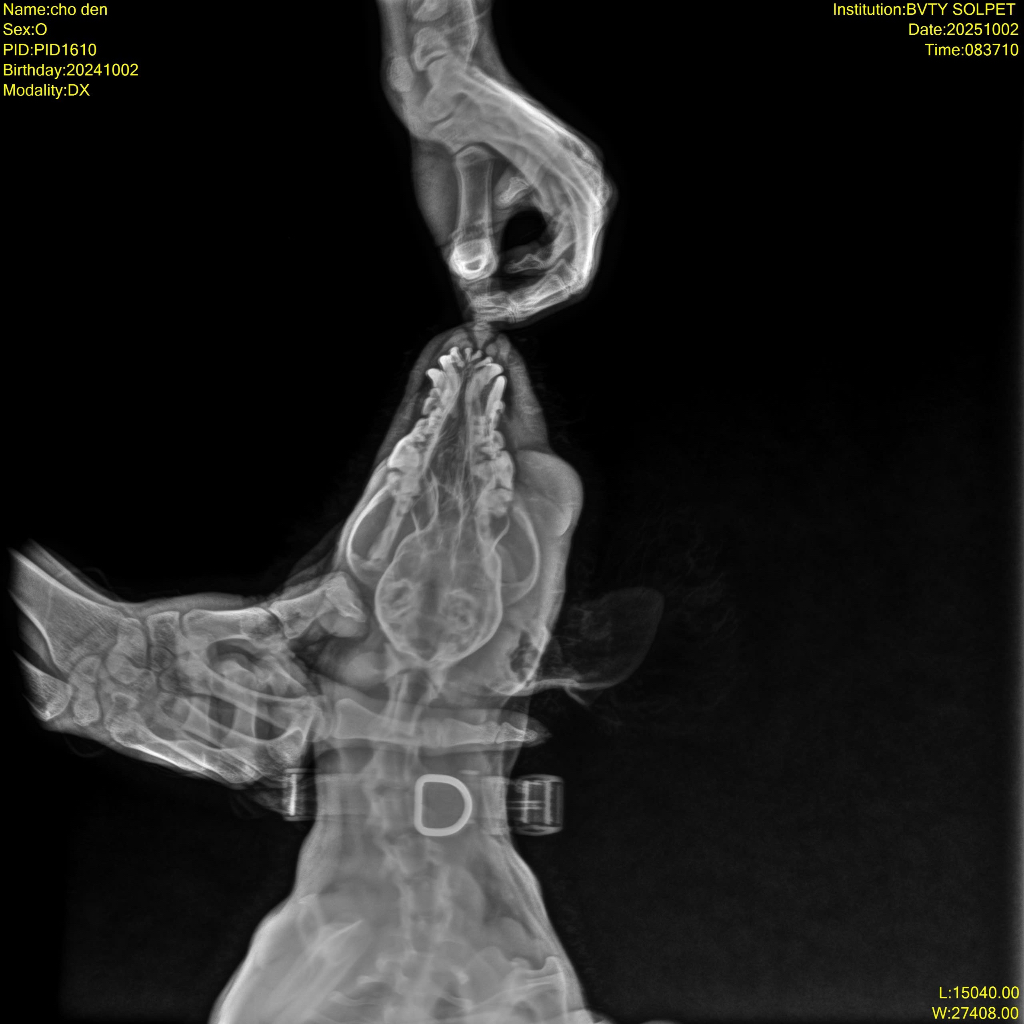 Name:cho den
Sex:O
PID:PID1610
Birthday:20241002
Modality:DX
Institution:BVTY SOLPET
Date:20251002
Time:083710
L:15040.00
W:27408.00